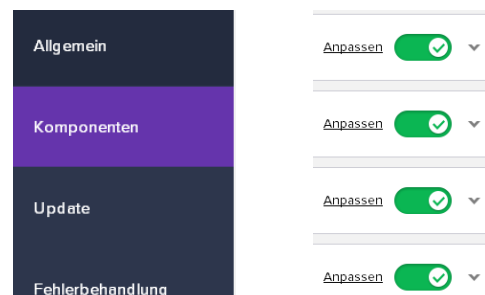 Allgemein
Komponenten
Update
Fehlerbehandlung
Anpassen
Anpassen
Anpassen
Anpassen